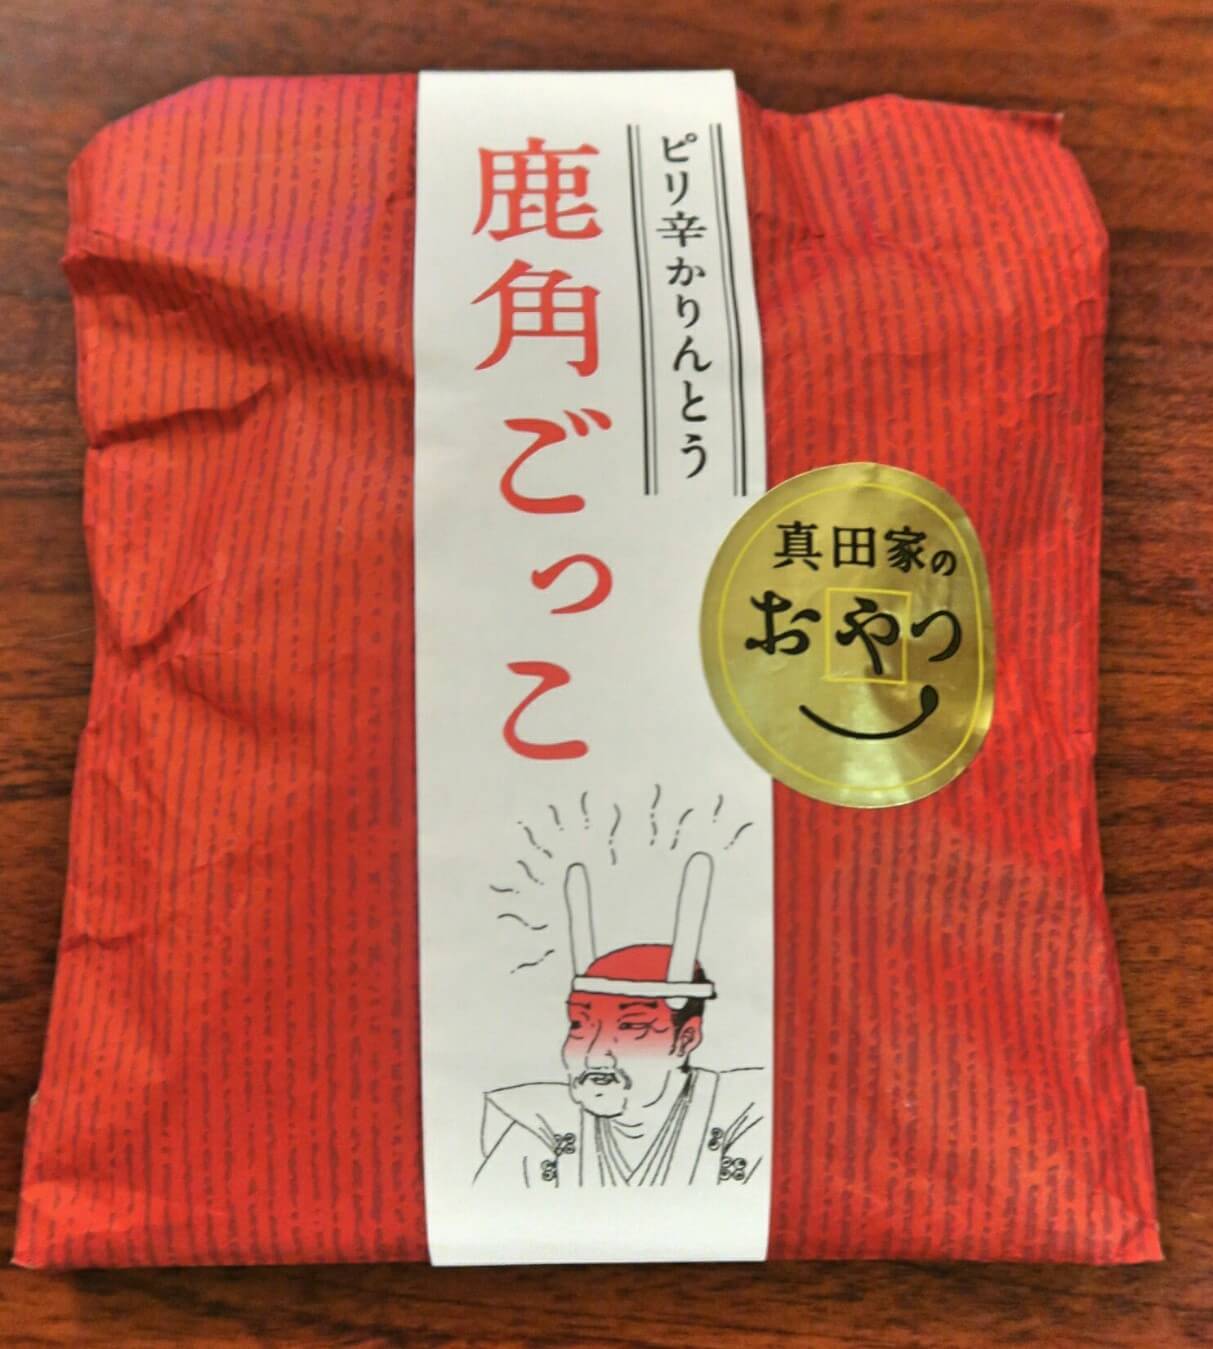 ピリ辛かりんとう
鹿角ごっこ
真田家の
おやつ